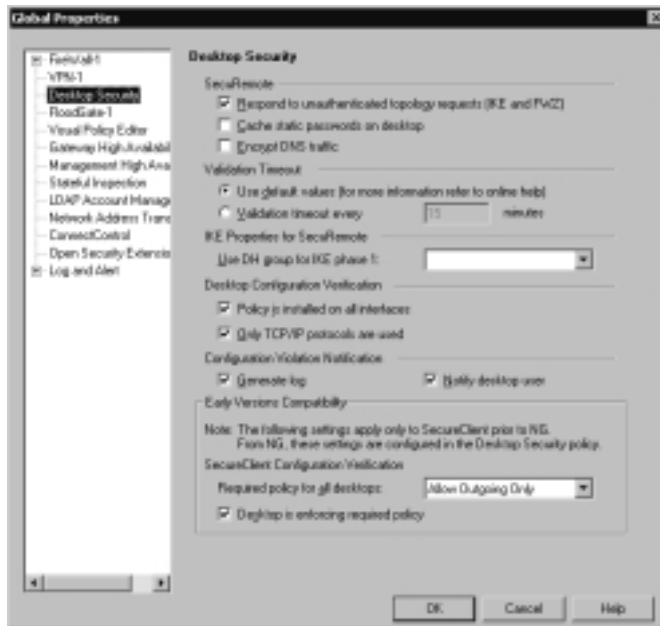 Global Properties
FireWall-1
VPN-1
Desktop Security
FloodGate-1
Visual Policy Editor
Gateway High Availabil
Management High Ava
Stateful Inspection
LDAP Account Manag
Network Address Trans
ConnectControl
Open Security Extensio
Log and Alert
Desktop Security
SecuRemote
Respond to unauthenticated topology requests (IKE and FWZ)
Cache static passwords on desktop
Encrypt DNS traffic
Validation Timeout
Use default values (for more information refer to online help)
Validation timeout every 15 minutes
IKE Properties for SecuRemote
Use DH group for IKE phase 1:
Desktop Configuration Verification
Policy is installed on all interfaces
Only TCP/IP protocols are used
Configuration Violation Notification
Generate log Notify desktop user
Early Versions Compatibility
Note: The following settings apply only to SecureClient prior to NG.
From NG, these settings are configured in the Desktop Security policy.
SecureClient Configuration Verification
Required policy for all desktops: Allow Outgoing Only
Desktop is enforcing required policy
OK Cancel Help